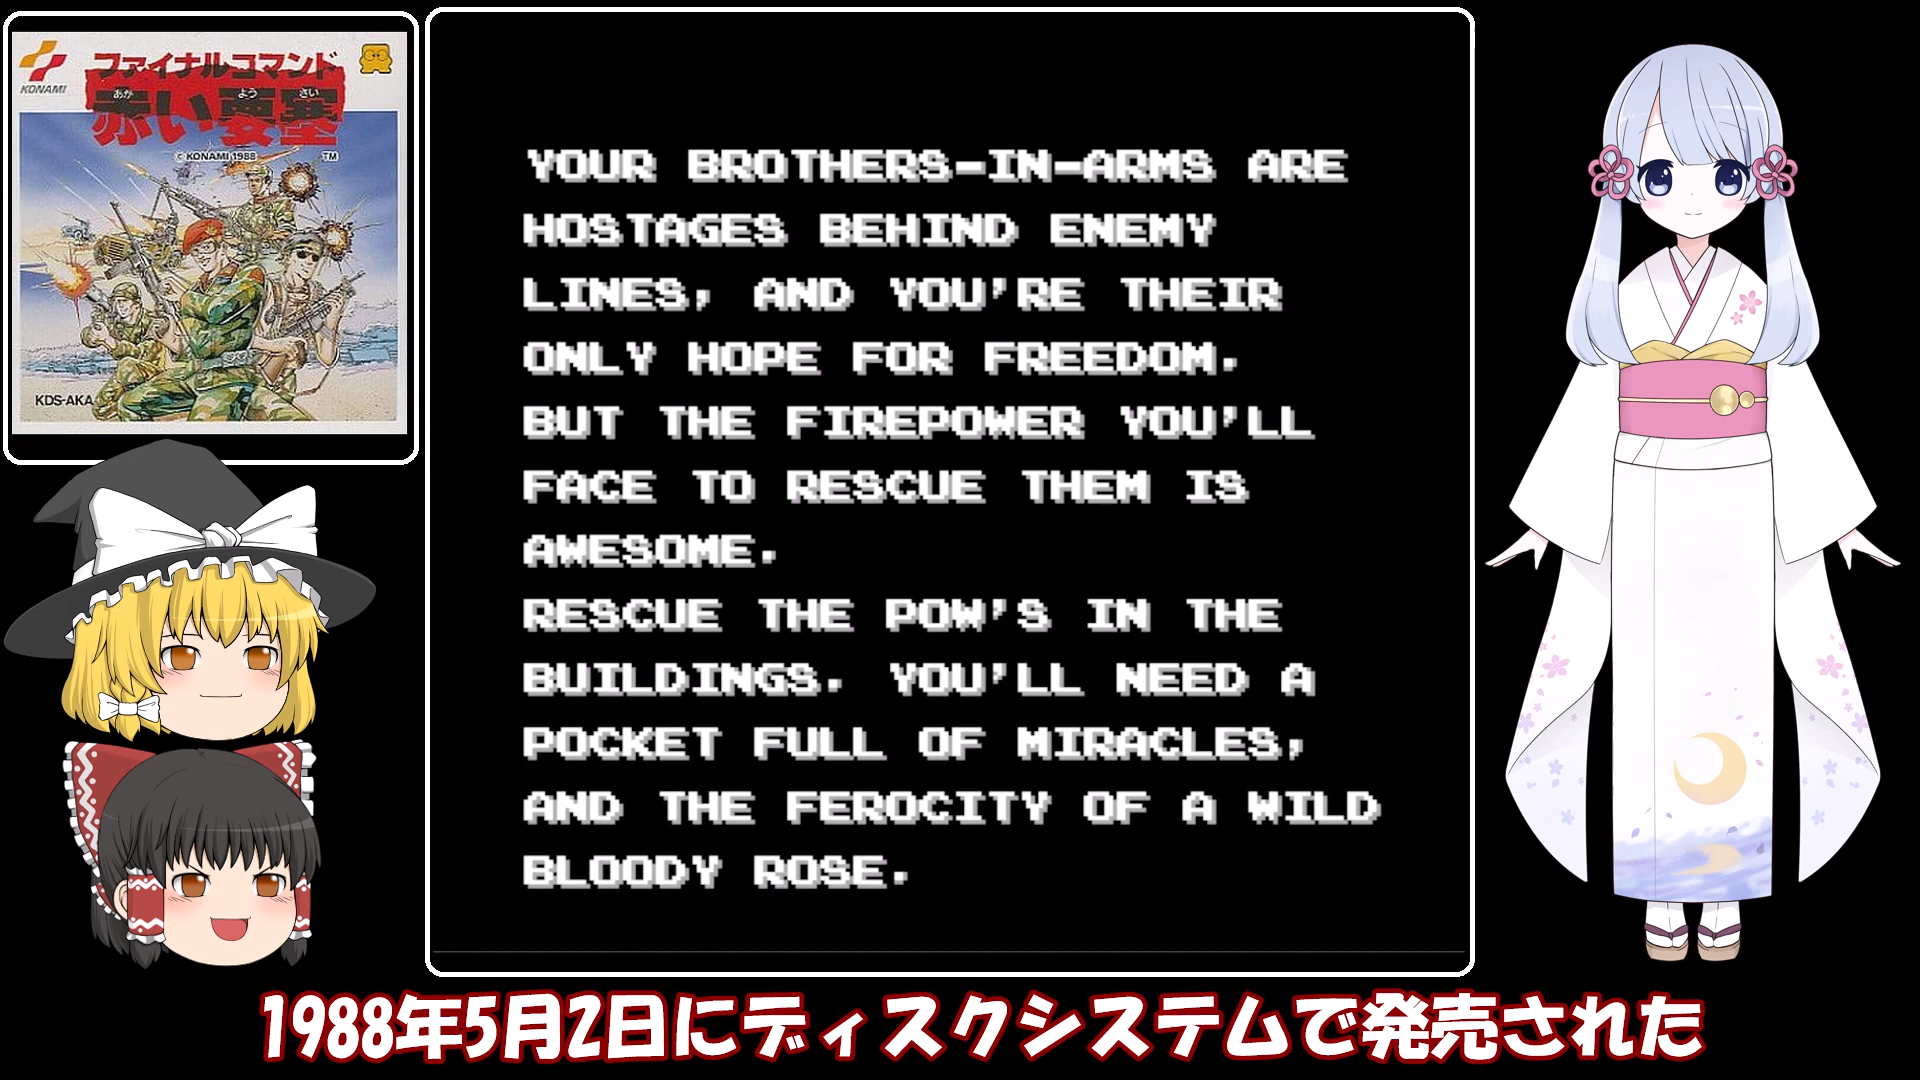 KONAMI
ファイナルコマンド
あか よう さい
赤い要塞
© KONAMI 1988 TM
KDS-AKA
YOUR BROTHERS-IN-ARMS ARE
HOSTAGES BEHIND ENEMY
LINES, AND YOU'RE THEIR
ONLY HOPE FOR FREEDOM.
BUT THE FIREPOWER YOU'LL
FACE TO RESCUE THEM IS
AWESOME.
RESCUE THE POW'S IN THE
BUILDINGS. YOU'LL NEED A
POCKET FULL OF MIRACLES,
AND THE FEROCITY OF A WILD
BLOODY ROSE.
1988年5月2日にディスクシステムで発売された